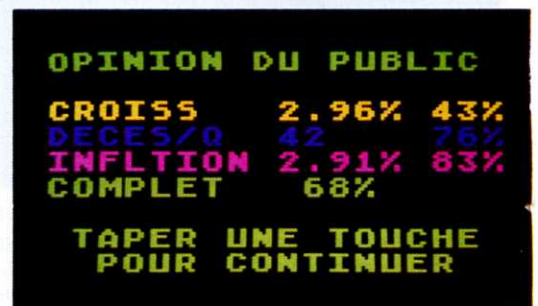 OPINION DU PUBLIC
CROISS 2.96% 43%
DECES/Q 42 76%
INFLTION 2.91% 83%
COMPLET 68%
TAPER UNE TOUCHE
POUR CONTINUER